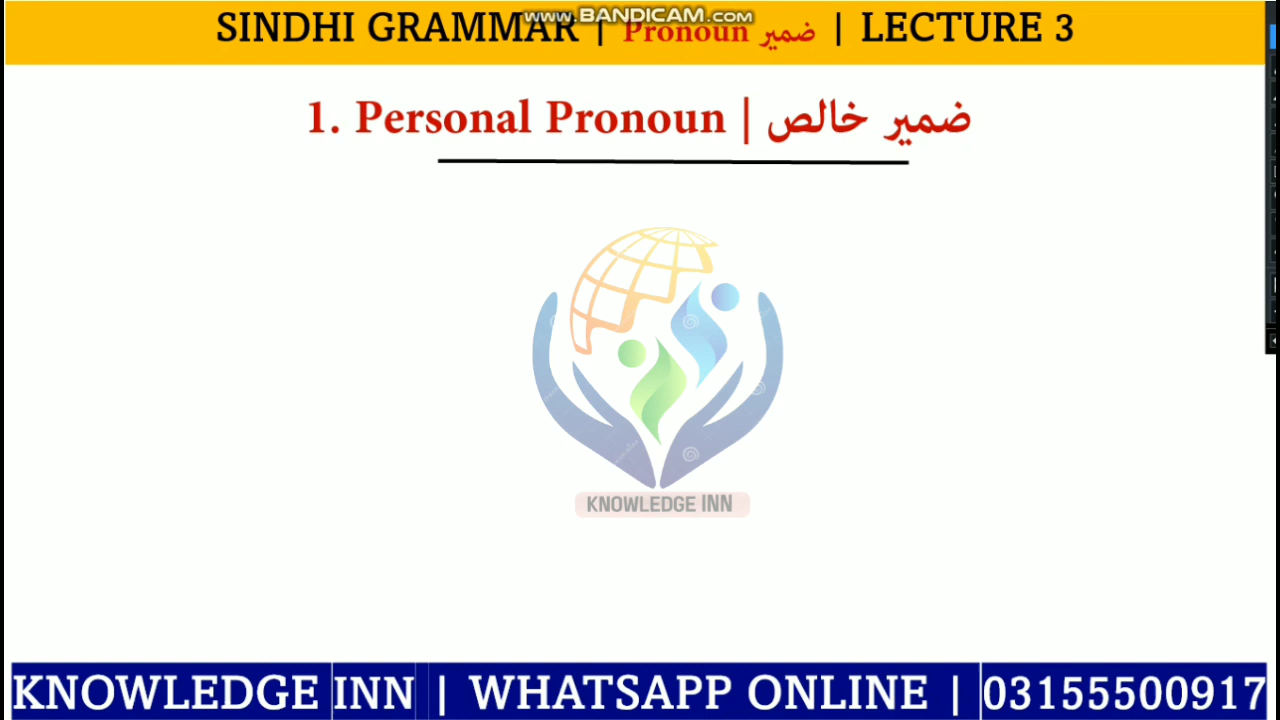 www.BANDICAM.com
SINDHI GRAMMAR | Pronoun ضمير | LECTURE 3
1. Personal Pronoun | ضمير خالص
KNOWLEDGE INN
KNOWLEDGE INN | WHATSAPP ONLINE | 03155500917